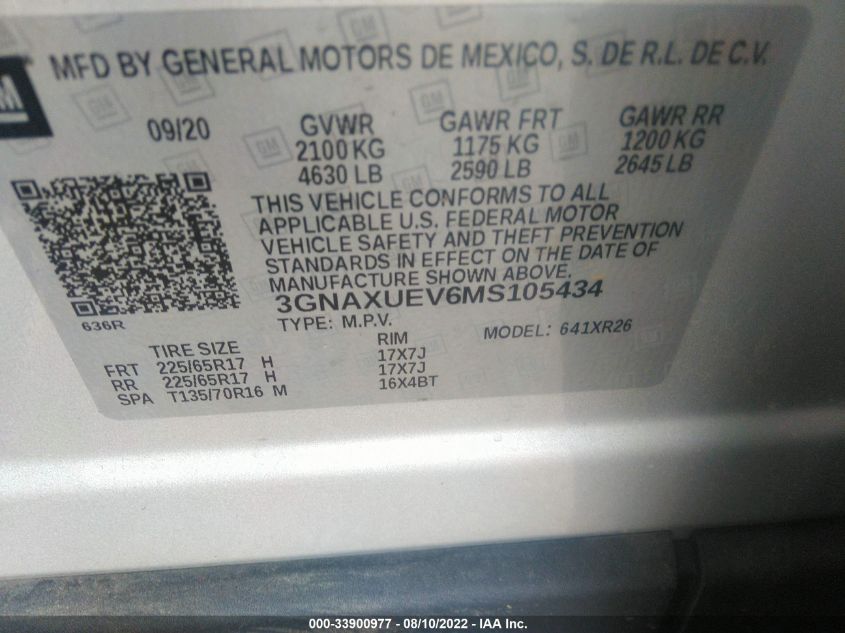 GM
MFD BY GENERAL MOTORS DE MEXICO, S. DE R.L. DE C.V.
09/20 GVWR GAWR FRT GAWR RR
2100 KG 1175 KG 1200 KG
4630 LB 2590 LB 2645 LB
THIS VEHICLE CONFORMS TO ALL
APPLICABLE U.S. FEDERAL MOTOR
VEHICLE SAFETY AND THEFT PREVENTION
STANDARDS IN EFFECT ON THE DATE OF
MANUFACTURE SHOWN ABOVE.
3GNAXUEV6MS105434
636R TYPE: M.P.V. MODEL: 641XR26
TIRE SIZE RIM
FRT 225/65R17 H 17X7J
RR 225/65R17 H 17X7J
SPA T135/70R16 M 16X4BT
000-33900977 - 08/10/2022 - IAA Inc.